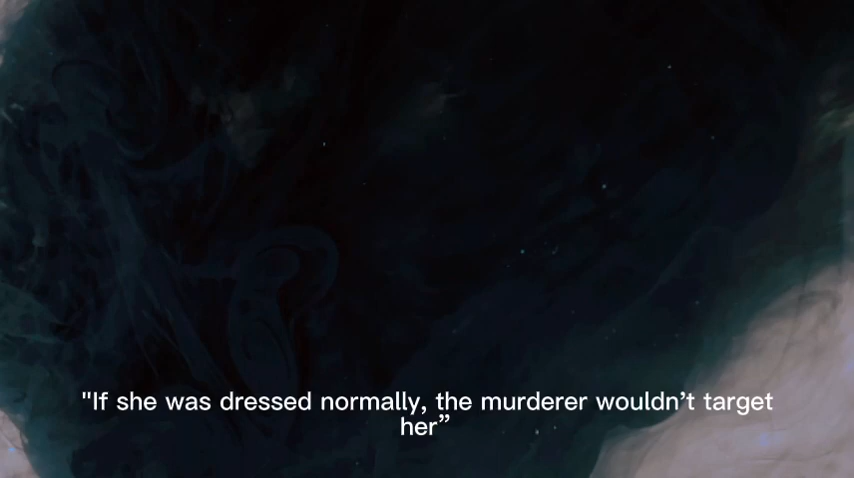 "If she was dressed normally, the murderer wouldn't target
her”